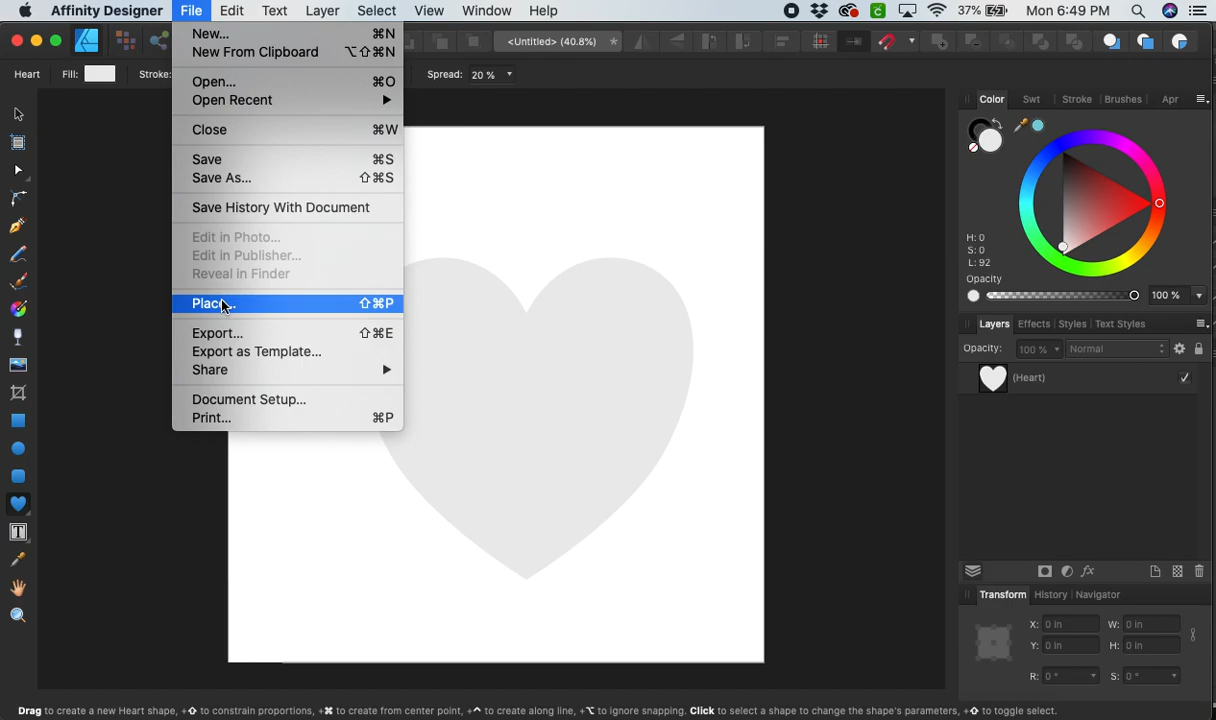 Affinity Designer File Edit Text Layer Select View Window Help 37% Mon 6:49 PM
<Untitled> (40.8%) *
Heart Fill: Stroke: Spread: 20 %
New... ⌘N
New From Clipboard ⌥⇧⌘N
Open... ⌘O
Open Recent ▶
Close ⌘W
Save ⌘S
Save As... ⇧⌘S
Save History With Document
Edit in Photo...
Edit in Publisher...
Reveal in Finder
Place... ⇧⌘P
Export... ⇧⌘E
Export as Template...
Share ▶
Document Setup...
Print... ⌘P
Color Swt Stroke Brushes Apr
H: 0
S: 0
L: 92
Opacity
100 %
Layers Effects Styles Text Styles
Opacity: 100 % Normal
(Heart)
Transform History Navigator
X: 0 in W: 0 in
Y: 0 in H: 0 in
R: 0 ° S: 0 °
Drag to create a new Heart shape, +⇧ to constrain proportions, +⌘ to create from center point, +⌃ to create along line, +⌥ to ignore snapping. Click to select a shape to change the shape's parameters, +⇧ to toggle select.